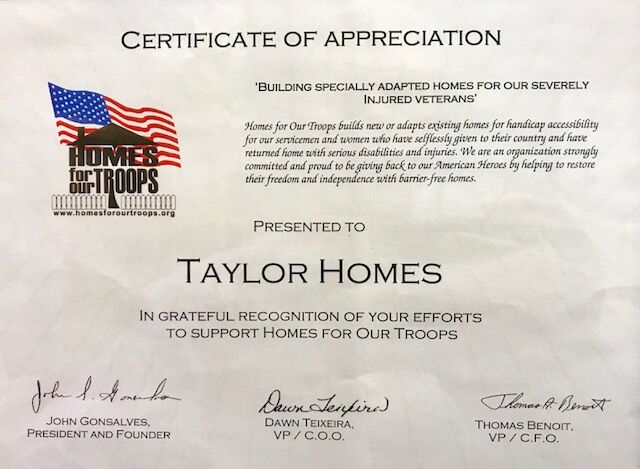 CERTIFICATE OF APPRECIATION
'BUILDING SPECIALLY ADAPTED HOMES FOR OUR SEVERELY
INJURED VETERANS'
Homes for Our Troops builds new or adapts existing homes for handicap accessibility
for our servicemen and women who have selflessly given to their country and have
returned home with serious disabilities and injuries. We are an organization strongly
committed and proud to be giving back to our American Heroes by helping to restore
their freedom and independence with barrier-free homes.
HOMES
for
our TROOPS
www.homesforourtroops.org
PRESENTED TO
TAYLOR HOMES
IN GRATEFUL RECOGNITION OF YOUR EFFORTS
TO SUPPORT HOMES FOR OUR TROOPS
John S. Gonsalves
JOHN GONSALVES,
PRESIDENT AND FOUNDER
Dawn Teixeira
DAWN TEIXEIRA,
VP / C.O.O.
Thomas A. Benoit
THOMAS BENOIT,
VP / C.F.O.